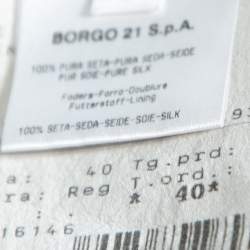 BORGO 21 S.p.A.
100% PURA SETA-PURA SEDA-SEIDE
PUR SOIE-PURE SILK
Fodera-Forro-Doublure
Futterstoff-Lining
100% SETA-SEDA-SEIDE-SOIE-SILK
a: 40 Tg.prd:
ra: Reg T.ord:
: * 40*
16146